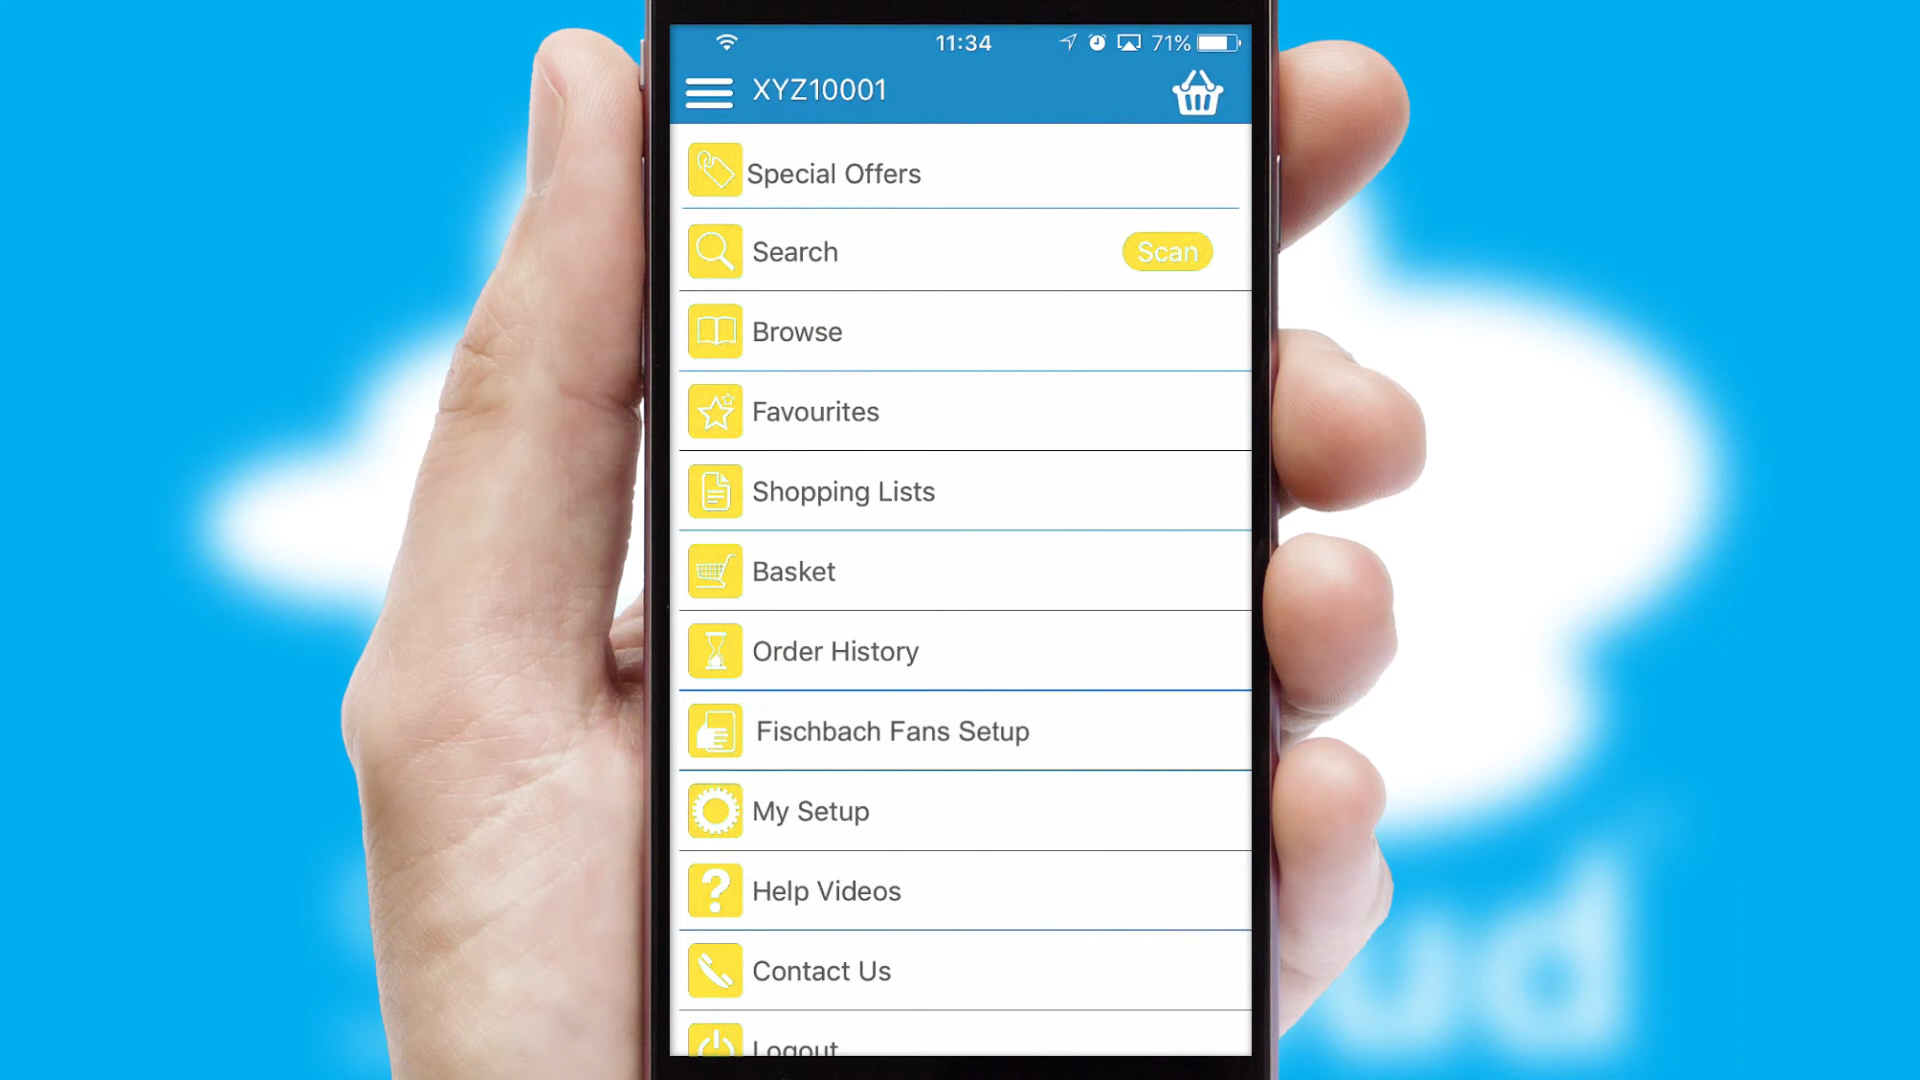 11:34
71%
XYZ10001
Special Offers
Search
Scan
Browse
Favourites
Shopping Lists
Basket
Order History
Fischbach Fans Setup
My Setup
Help Videos
Contact Us
Logout
ud